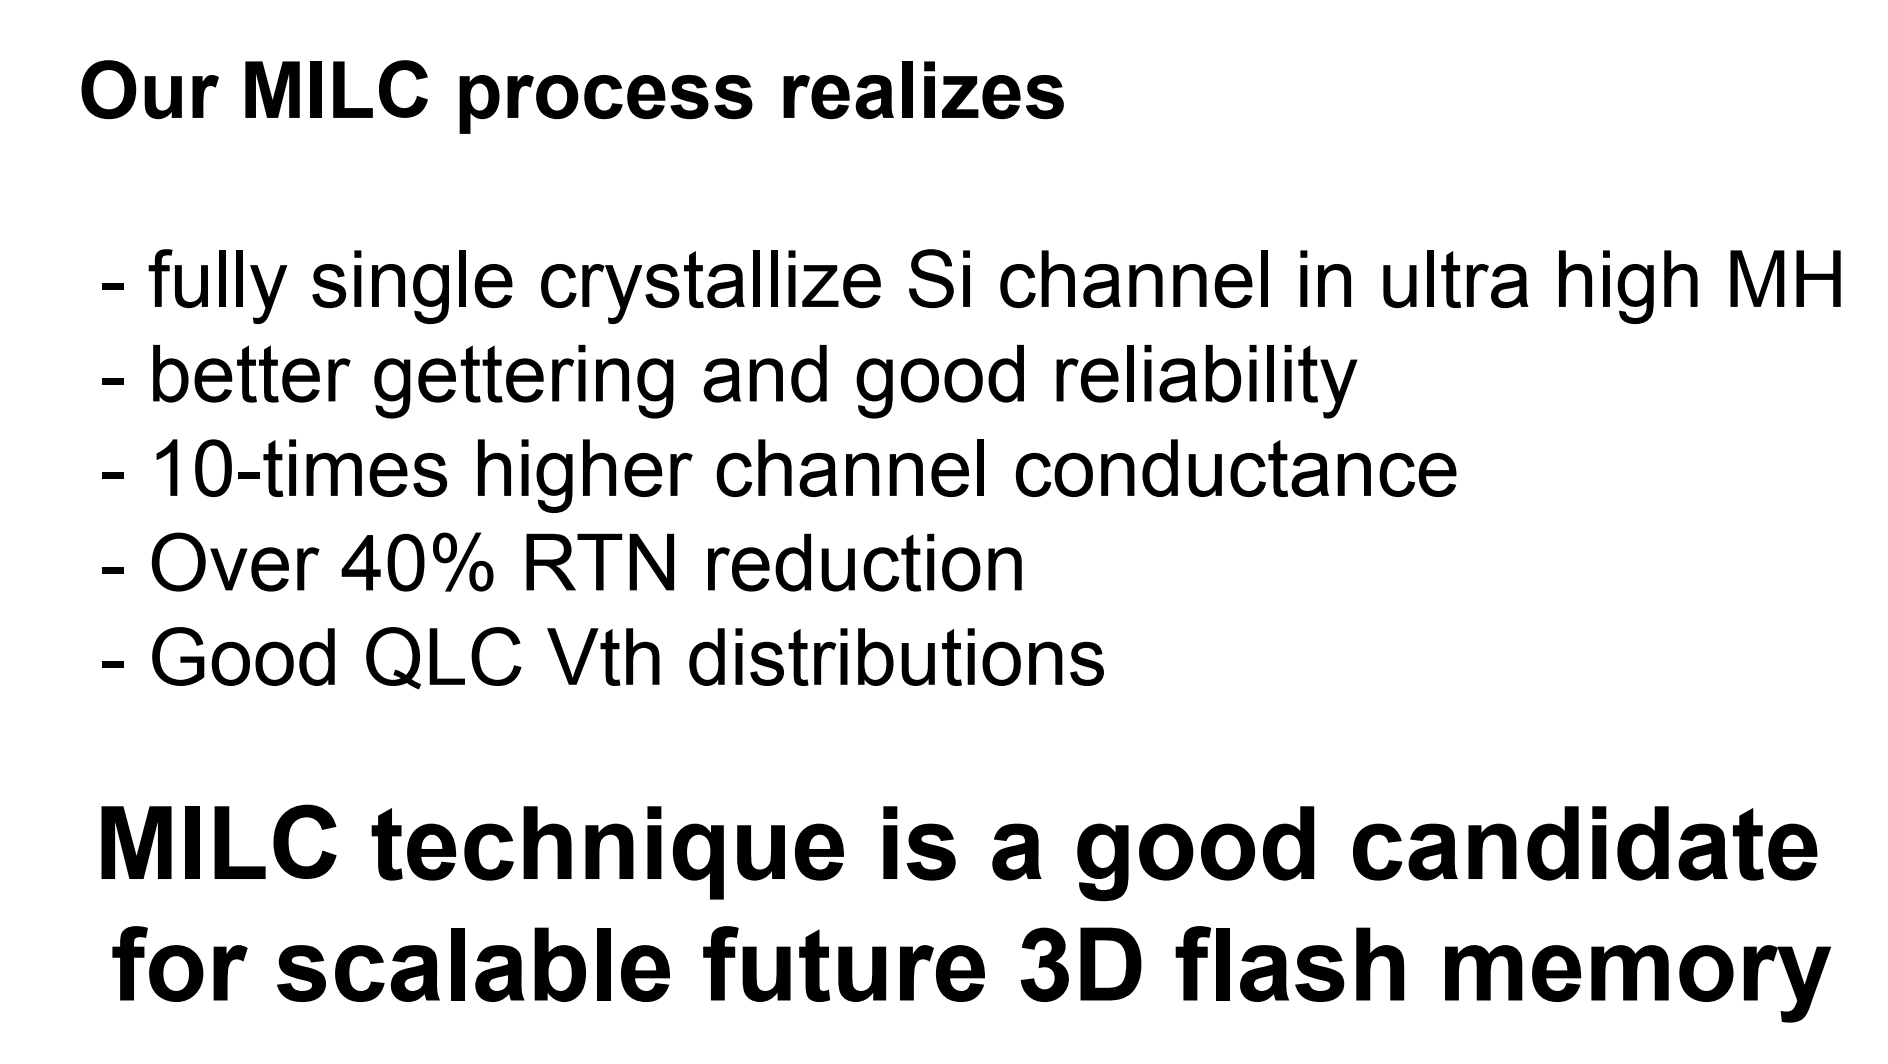 Our MILC process realizes
- fully single crystallize Si channel in ultra high MH
- better gettering and good reliability
- 10-times higher channel conductance
- Over 40% RTN reduction
- Good QLC Vth distributions
MILC technique is a good candidate
for scalable future 3D flash memory